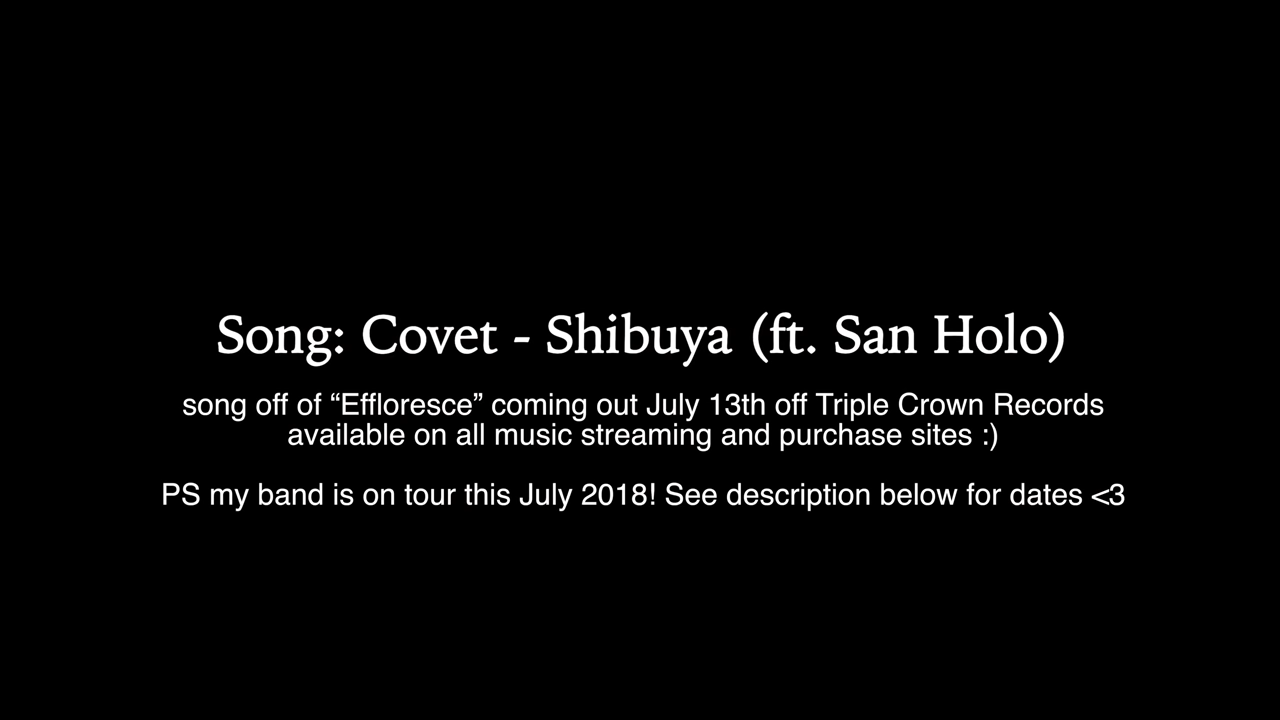 Song: Covet - Shibuya (ft. San Holo)
song off of “Effloresce” coming out July 13th off Triple Crown Records
available on all music streaming and purchase sites :)
PS my band is on tour this July 2018! See description below for dates <3